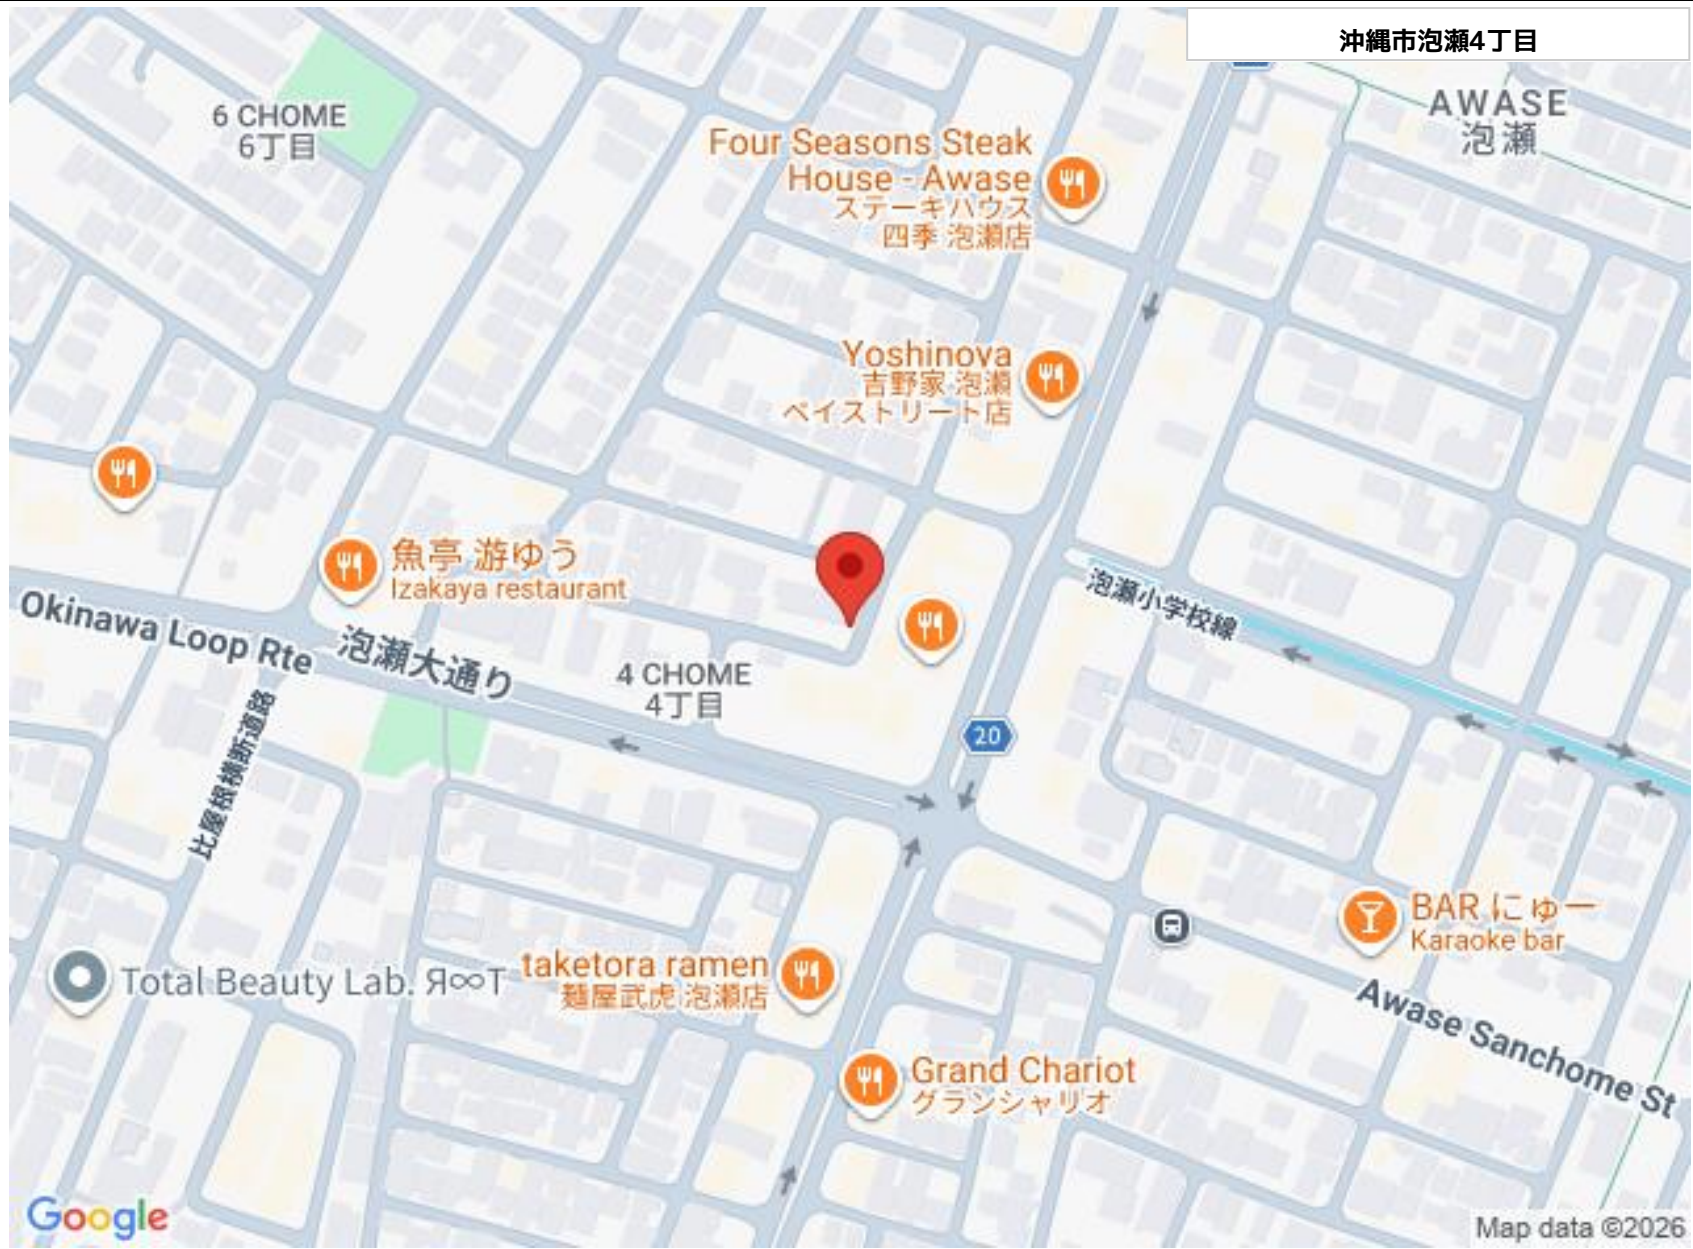 沖縄市泡瀬4丁目
AWASE
泡瀬
6 CHOME
6丁目
Four Seasons Steak
House - Awase
ステーキハウス
四季 泡瀬店
Yoshinoya
吉野家 泡瀬
ベイストリート店
魚亭 游ゆう
Izakaya restaurant
泡瀬小学校線
Okinawa Loop Rte
泡瀬大通り
4 CHOME
4丁目
20
比屋根横断道路
BAR にゅー
Karaoke bar
taketora ramen
麺屋武虎 泡瀬店
Total Beauty Lab. Я∞T
Awase Sanchome St
Grand Chariot
グランシャリオ
Google
Map data ©2026